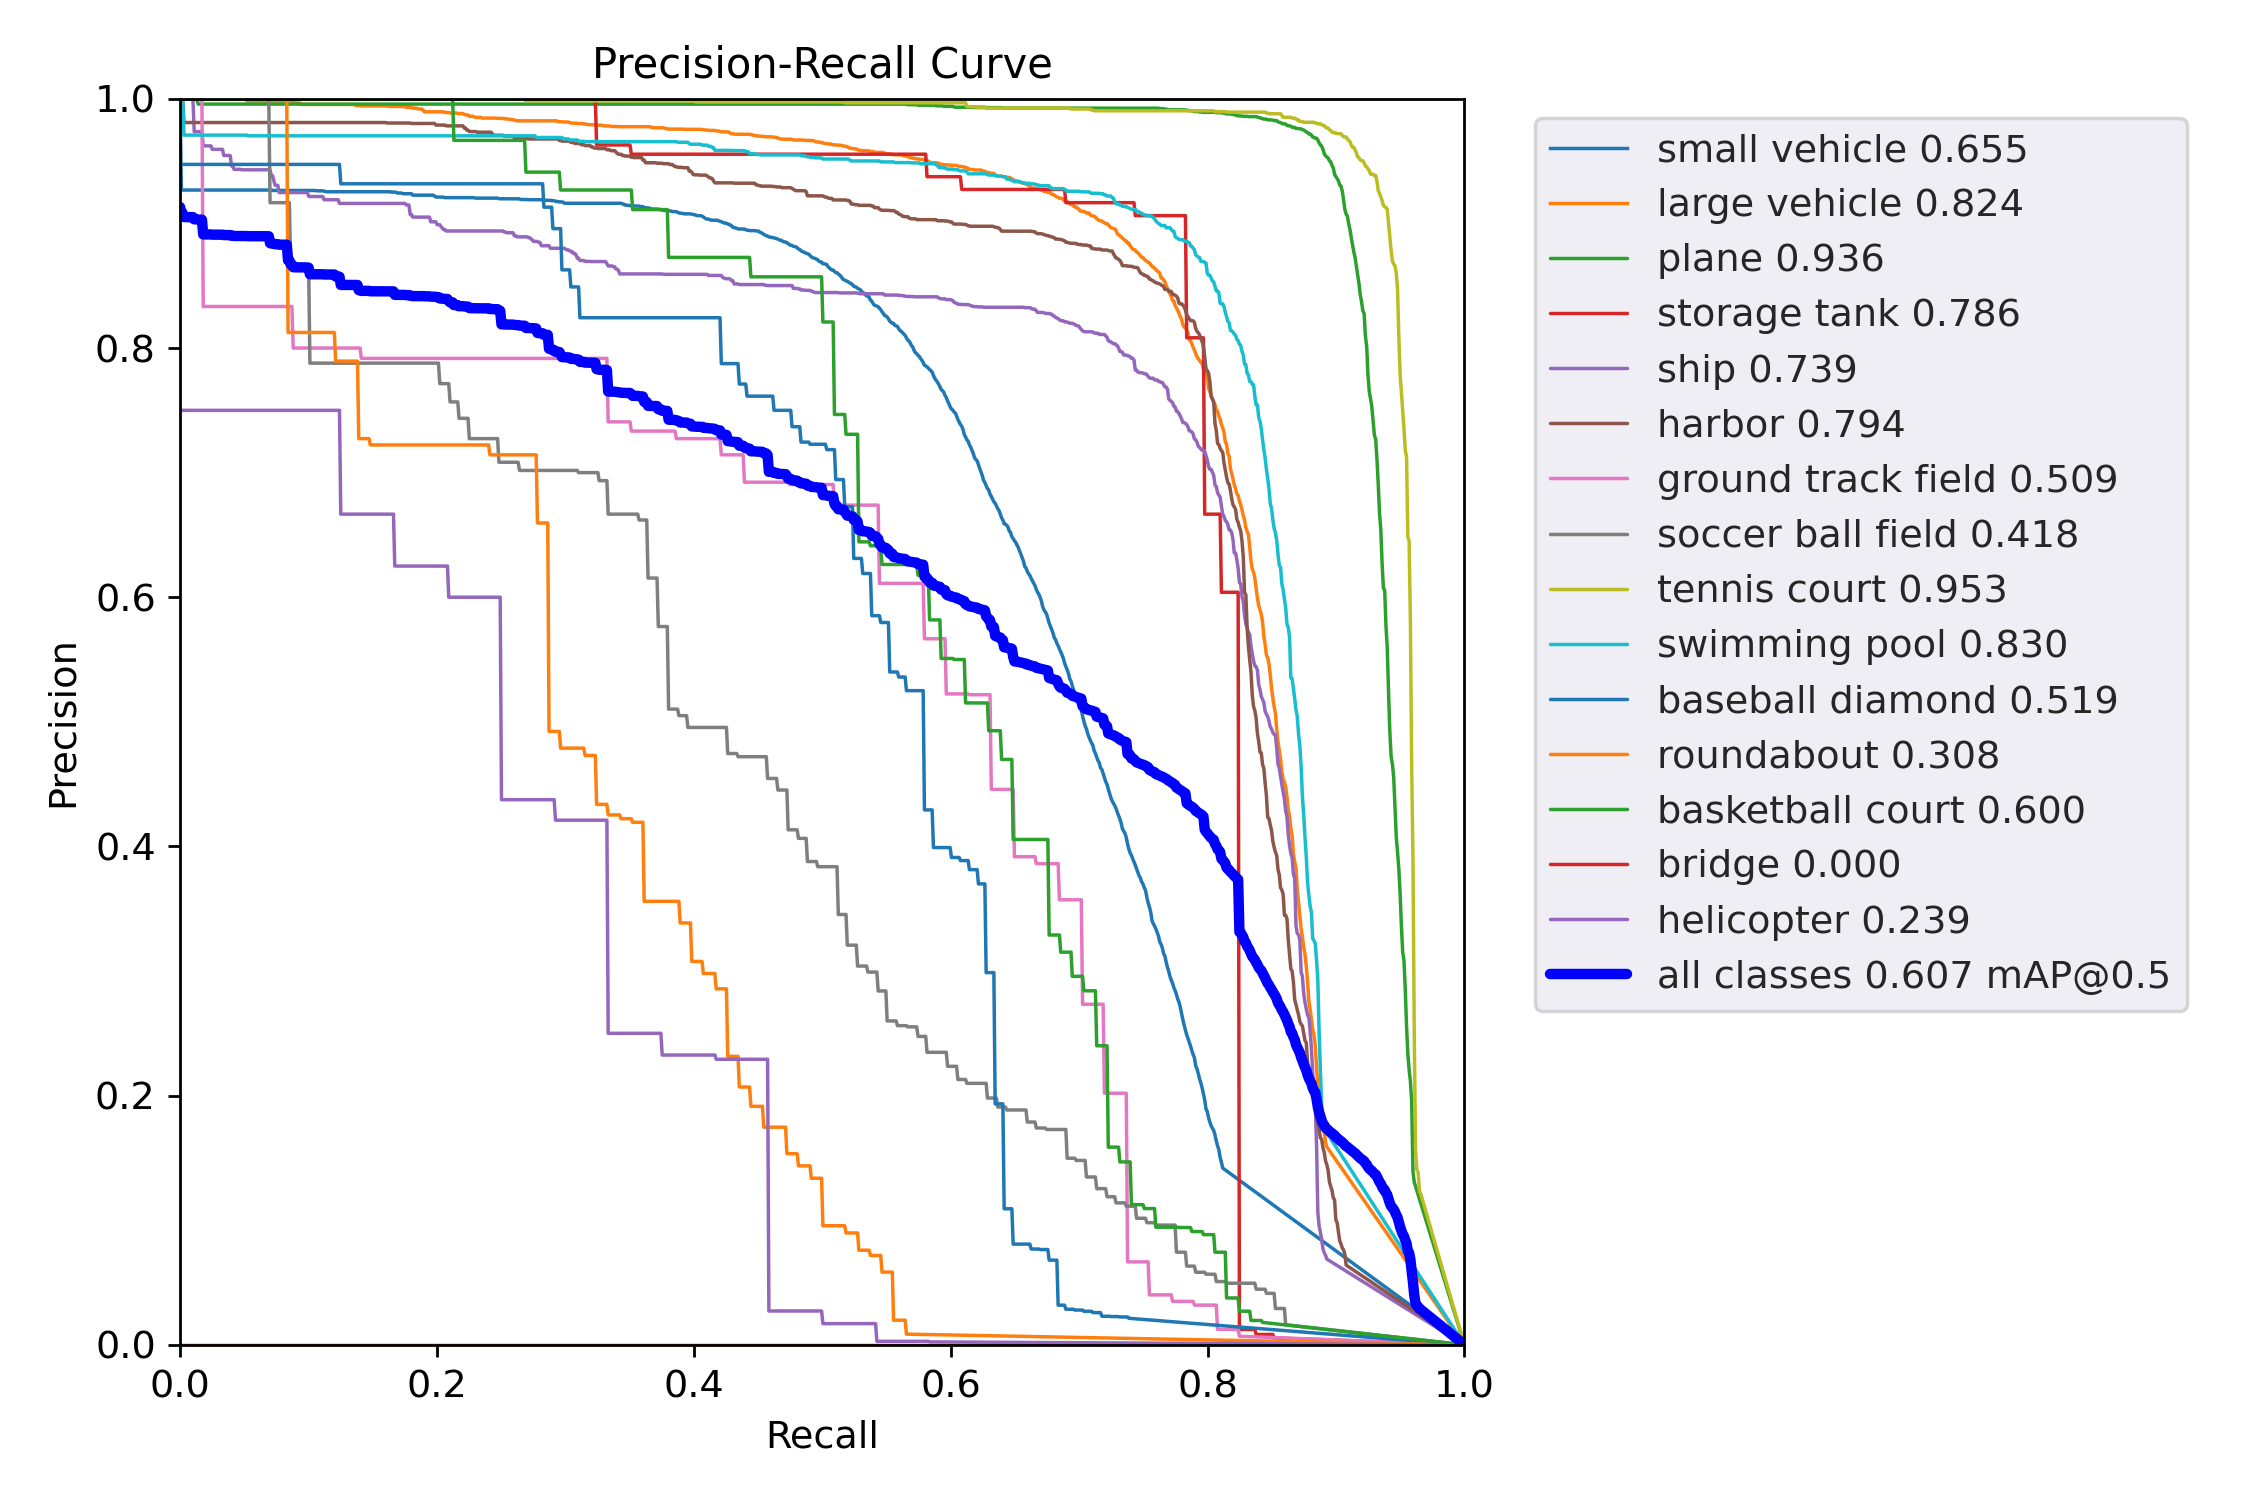 Precision-Recall Curve
1.0
0.8
0.6
0.4
0.2
0.0
Precision
0.0 0.2 0.4 0.6 0.8 1.0
Recall
small vehicle 0.655
large vehicle 0.824
plane 0.936
storage tank 0.786
ship 0.739
harbor 0.794
ground track field 0.509
soccer ball field 0.418
tennis court 0.953
swimming pool 0.830
baseball diamond 0.519
roundabout 0.308
basketball court 0.600
bridge 0.000
helicopter 0.239
all classes 0.607 mAP@0.5